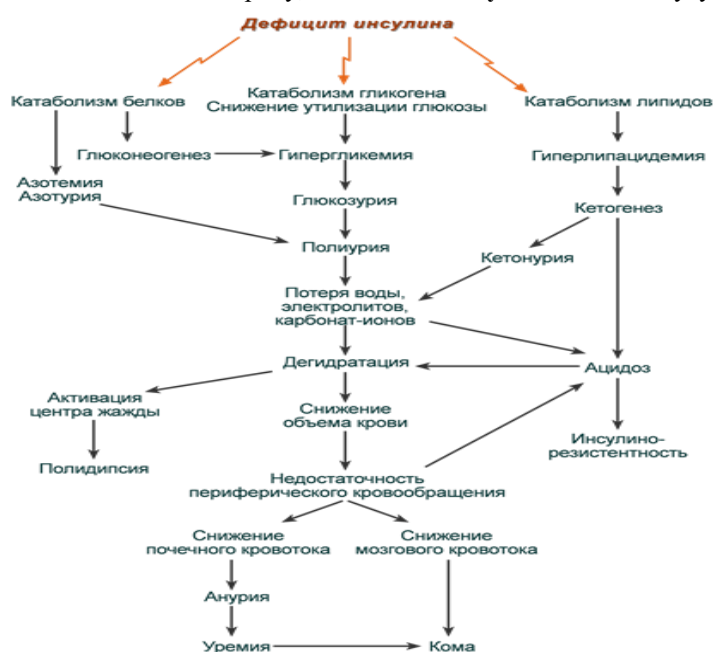 Дефицит инсулина
Катаболизм белков
Катаболизм гликогена
Снижение утилизации глюкозы
Катаболизм липидов
Глюконеогенез
Гипергликемия
Гиперлипацидемия
Азотемия
Азотурия
Глюкозурия
Кетогенез
Полиурия
Кетонурия
Потеря воды,
электролитов,
карбонат-ионов
Дегидратация
Ацидоз
Активация
центра жажды
Снижение
объема крови
Инсулино-
резистентность
Полидипсия
Недостаточность
периферического кровообращения
Снижение
почечного кровотока
Снижение
мозгового кровотока
Анурия
Уремия
Кома